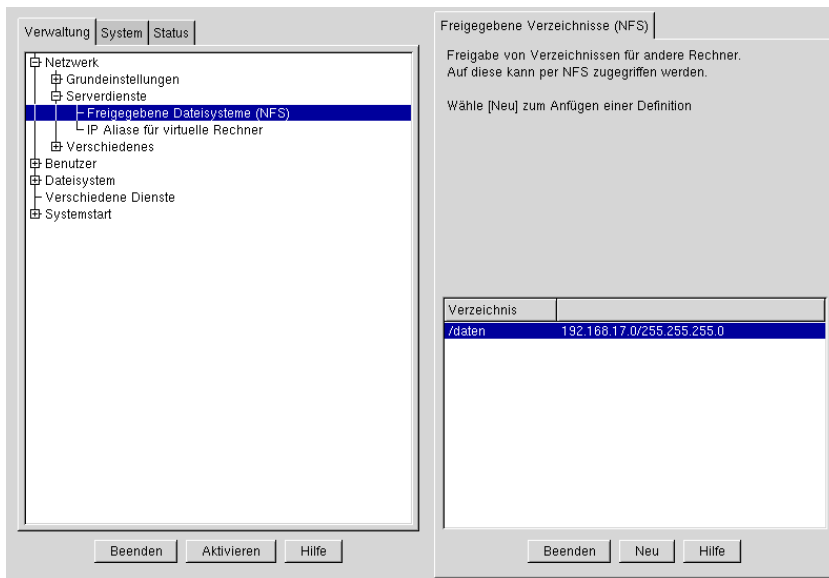 Verwaltung System Status
Netzwerk
Grundeinstellungen
Serverdienste
Freigegebene Dateisysteme (NFS)
IP Aliase für virtuelle Rechner
Verschiedenes
Benutzer
Dateisystem
Verschiedene Dienste
Systemstart
Beenden Aktivieren Hilfe
Freigegebene Verzeichnisse (NFS)
Freigabe von Verzeichnissen für andere Rechner.
Auf diese kann per NFS zugegriffen werden.
Wähle [Neu] zum Anfügen einer Definition
Verzeichnis
/daten 192.168.17.0/255.255.255.0
Beenden Neu Hilfe